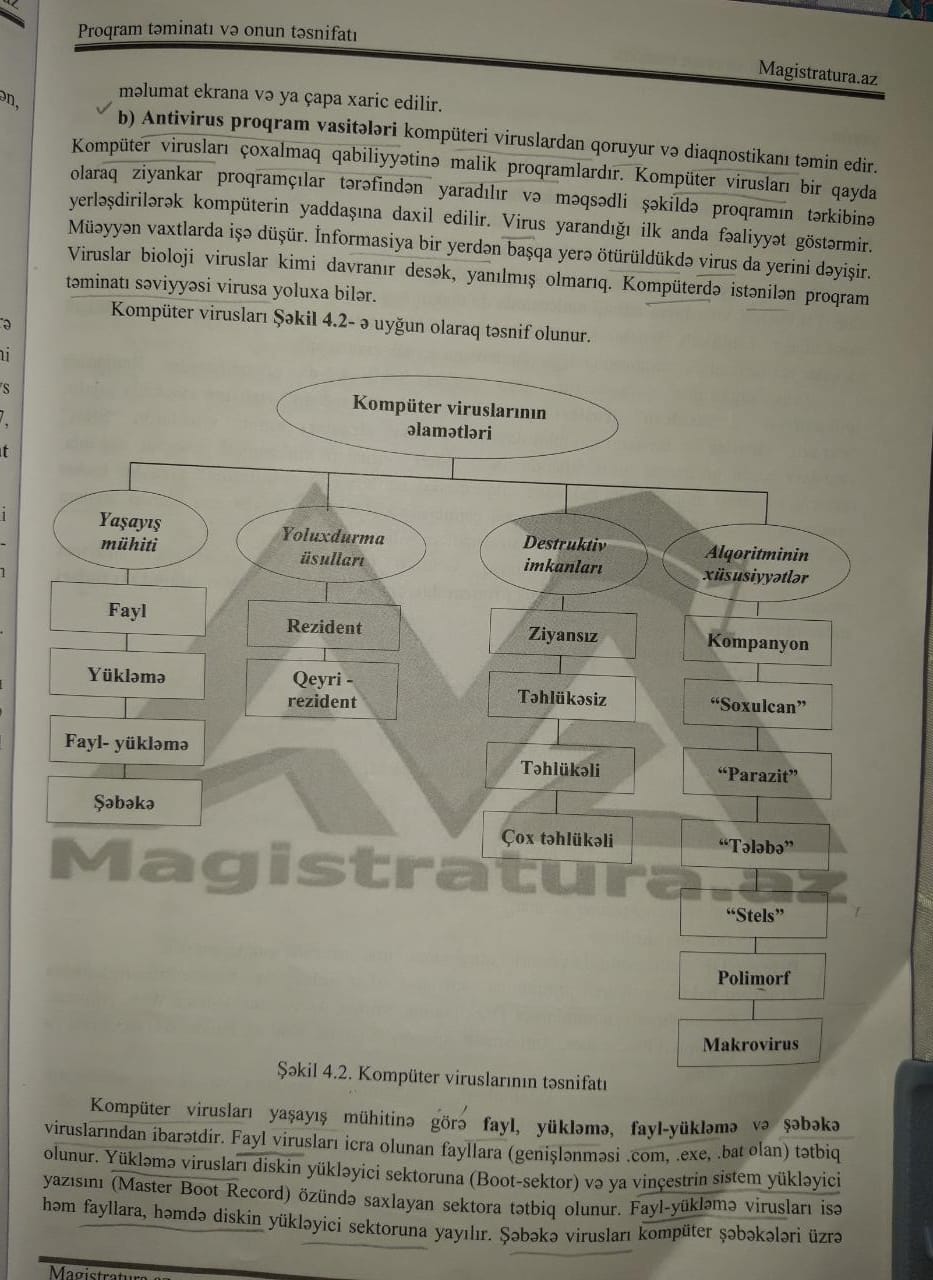 Proqram təminatı və onun təsnifatı
Magistratura.az
məlumat ekrana və ya çapa xaric edilir.
b) Antivirus proqram vasitələri kompüteri viruslardan qoruyur və diaqnostikanı təmin edir.
Kompüter virusları çoxalmaq qabiliyyətinə malik proqramlardır. Kompüter virusları bir qayda
olaraq ziyankar proqramçılar tərəfindən yaradılır və məqsədli şəkildə proqramın tərkibinə
yerləşdirilərək kompüterin yaddaşına daxil edilir. Virus yarandığı ilk anda fəaliyyət göstərmir.
Müəyyən vaxtlarda işə düşür. İnformasiya bir yerdən başqa yerə ötürüldükdə virus da yerini dəyişir.
Viruslar bioloji viruslar kimi davranır desək, yanılmış olmarıq. Kompüterdə istənilən proqram
təminatı səviyyəsi virusa yoluxa bilər.
Kompüter virusları Şəkil 4.2- ə uyğun olaraq təsnif olunur.
Kompüter viruslarının
əlamətləri
Yaşayış
mühiti
Fayl
Yükləmə
Fayl- yükləmə
Şəbəkə
Yoluxdurma
üsulları
Rezident
Qeyri -
rezident
Destruktiv
imkanları
Ziyansız
Təhlükəsiz
Təhlükəli
Çox təhlükəli
Alqoritminin
xüsusiyyətlər
Kompanyon
“Soxulcan”
“Parazit”
“Tələbə”
“Stels”
Polimorf
Makrovirus
Magistratura.az
Şəkil 4.2. Kompüter viruslarının təsnifatı
Kompüter virusları yaşayış mühitinə görə fayl, yükləmə, fayl-yükləmə və şəbəkə
viruslarından ibarətdir. Fayl virusları icra olunan fayllara (genişlənməsi .com, .exe, .bat olan) tətbiq
olunur. Yükləmə virusları diskin yükləyici sektoruna (Boot-sektor) və ya vinçestrin sistem yükləyici
yazısını (Master Boot Record) özündə saxlayan sektora tətbiq olunur. Fayl-yükləmə virusları isə
həm fayllara, həmdə diskin yükləyici sektoruna yayılır. Şəbəkə virusları kompüter şəbəkələri üzrə